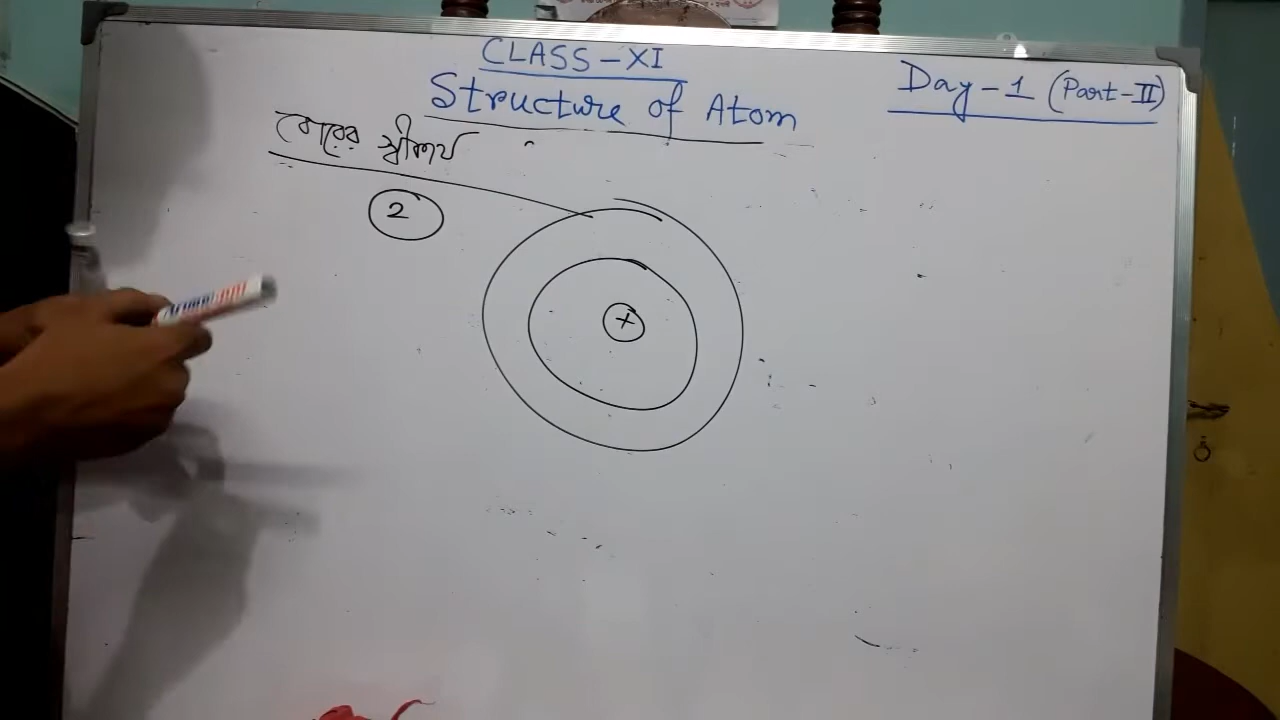 CLASS-XI
Structure of Atom
Day-1 (Part-II)
বোরের স্বীকার্য
2
+